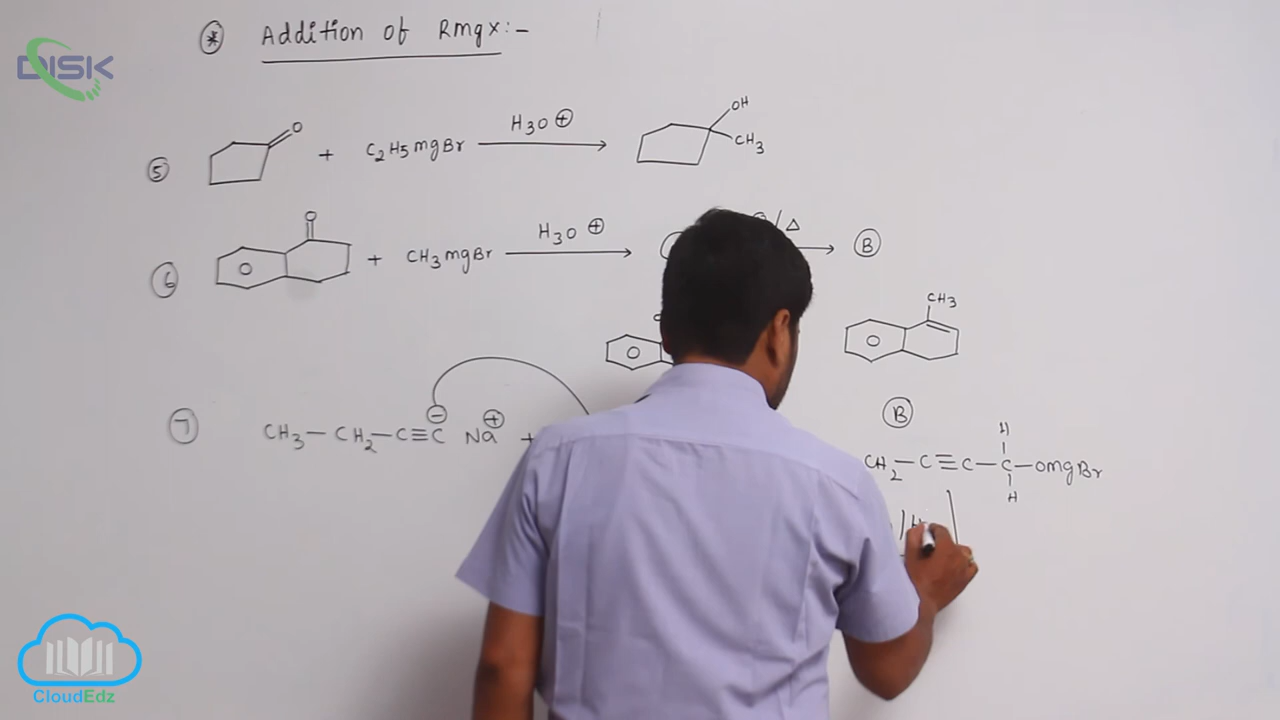 * Addition of Rmgx:-
DISK
5 O + C2H5mgBr H3O⊕ OH CH3
6 O O + CH3mgBr H3O⊕ /△ B
O CH3 O
B
7 CH3-CH2-C≡C⊖ Na⊕ +
CH2-C≡C-C-OmgBr
H
H
CloudEdz